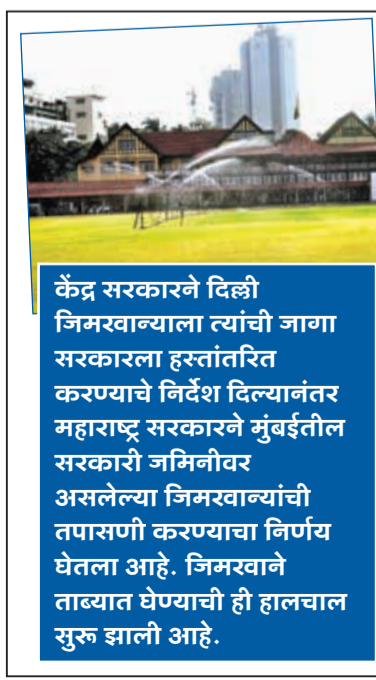 केंद्र सरकारने दिल्ली
जिमखान्याला त्यांची जागा
सरकारला हस्तांतरित
करण्याचे निर्देश दिल्यानंतर
महाराष्ट्र सरकारने मुंबईतील
सरकारी जमिनीवर
असलेल्या जिमखान्यांची
तपासणी करण्याचा निर्णय
घेतला आहे. जिमखाने
ताब्यात घेण्याची ही हालचाल
सुरू झाली आहे.